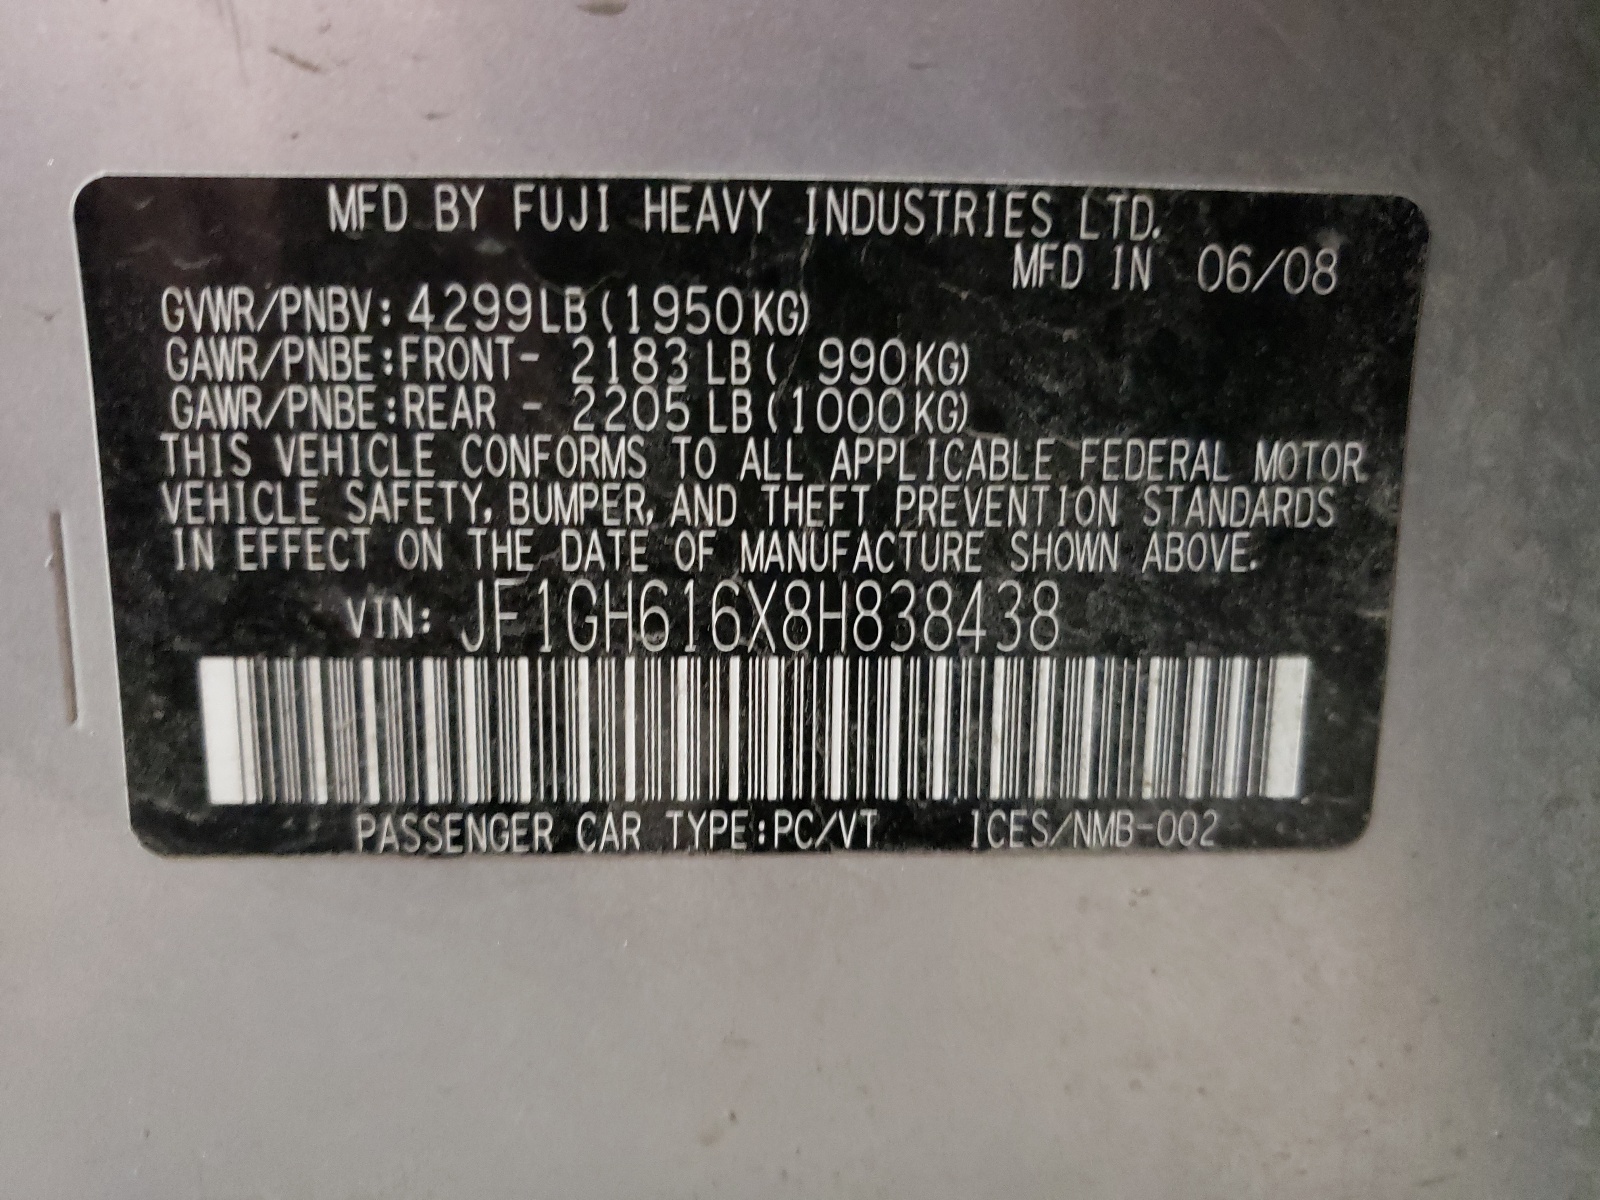 MFD BY FUJI HEAVY INDUSTRIES LTD.
MFD IN 06/08
GVWR/PNBV: 4299LB(1950KG)
GAWR/PNBE:FRONT- 2183 LB( 990KG)
GAWR/PNBE:REAR - 2205 LB(1000KG)
THIS VEHICLE CONFORMS TO ALL APPLICABLE FEDERAL MOTOR
VEHICLE SAFETY, BUMPER, AND THEFT PREVENTION STANDARDS
IN EFFECT ON THE DATE OF MANUFACTURE SHOWN ABOVE.
VIN: JF1GH616X8H838438
PASSENGER CAR TYPE:PC/VT ICES/NMB-002